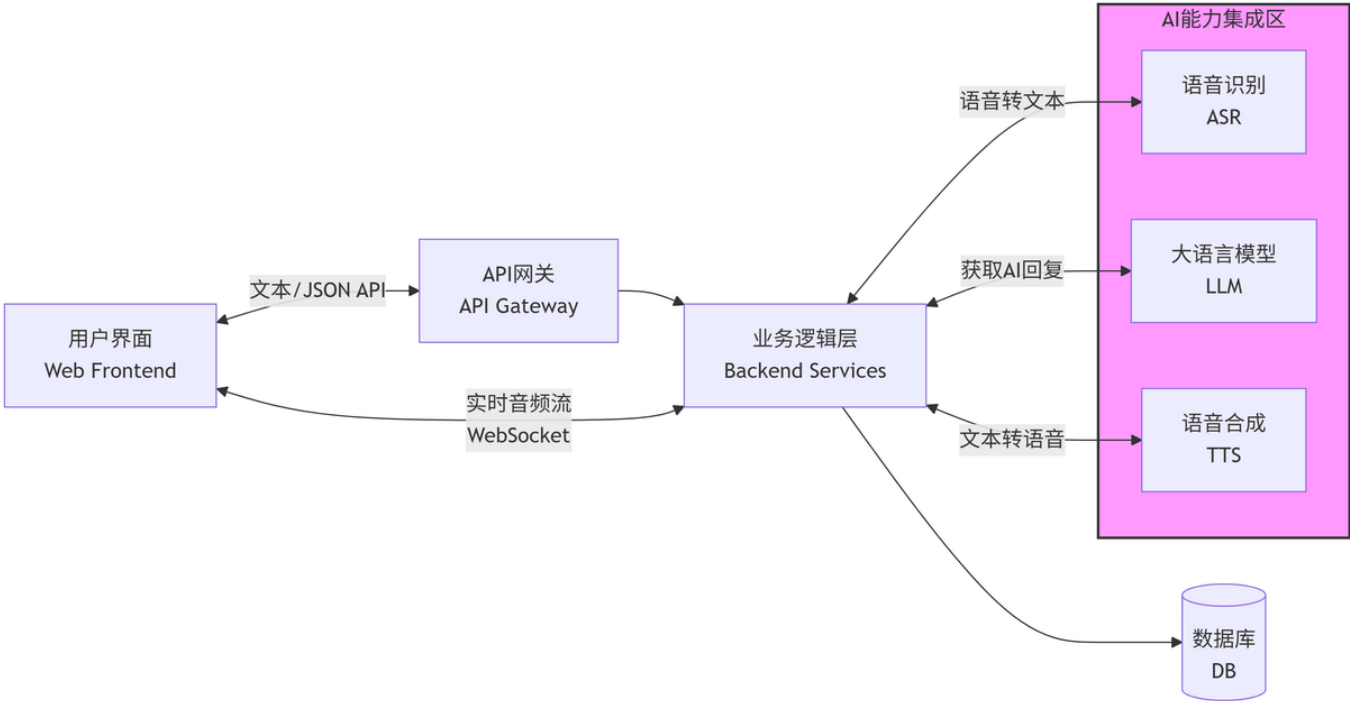 AI能力集成区
语音识别
ASR
语音转文本
大语言模型
LLM
获取AI回复
API网关
API Gateway
文本/JSON API
用户界面
Web Frontend
业务逻辑层
Backend Services
实时音频流
WebSocket
文本转语音
语音合成
TTS
数据库
DB